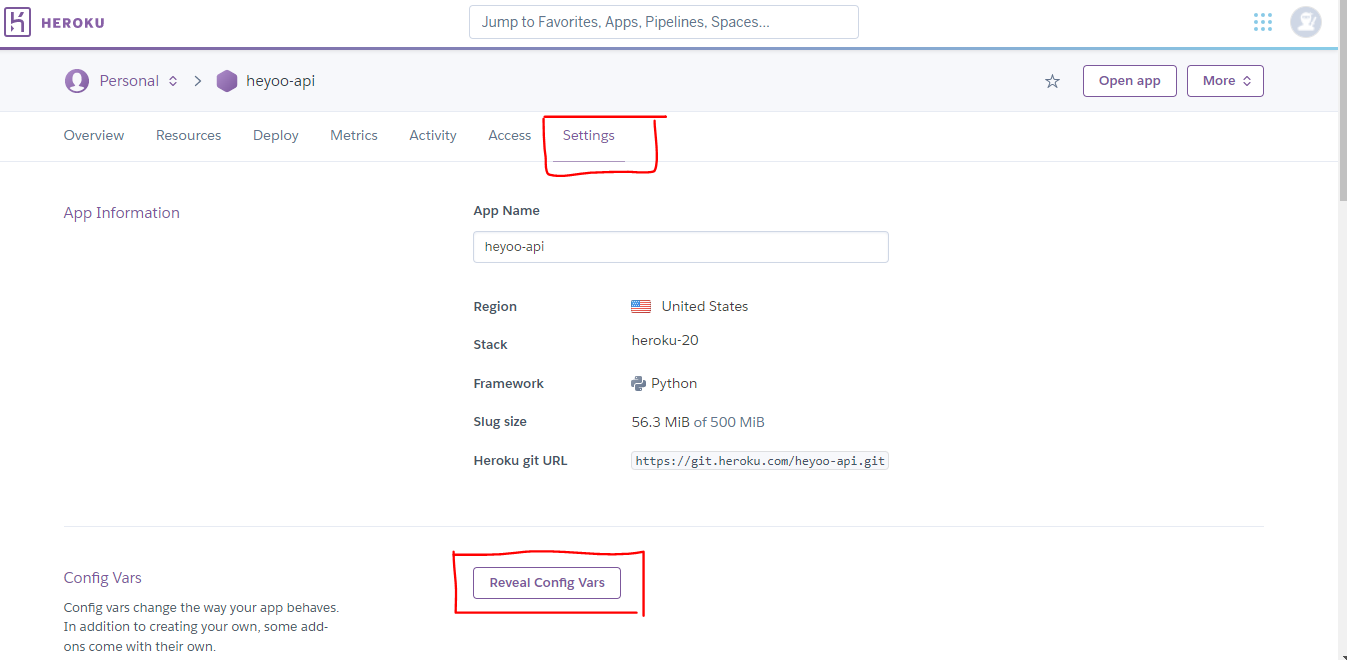 HEROKU
Jump to Favorites, Apps, Pipelines, Spaces...
Personal
heyoo-api
Open app
More
Overview
Resources
Deploy
Metrics
Activity
Access
Settings
App Information
App Name
heyoo-api
Region
United States
Stack
heroku-20
Framework
Python
Slug size
56.3 MiB of 500 MiB
Heroku git URL
https://git.heroku.com/heyoo-api.git
Config Vars
Config vars change the way your app behaves.
In addition to creating your own, some add-
ons come with their own.
Reveal Config Vars